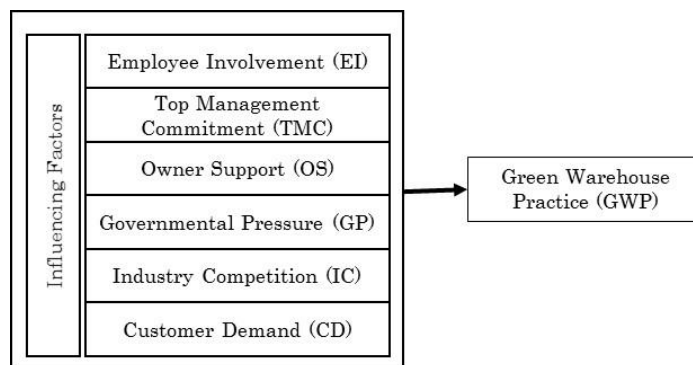 Influencing Factors
Employee Involvement (EI)
Top Management
Commitment (TMC)
Owner Support (OS)
Governmental Pressure (GP)
Industry Competition (IC)
Customer Demand (CD)
Green Warehouse
Practice (GWP)